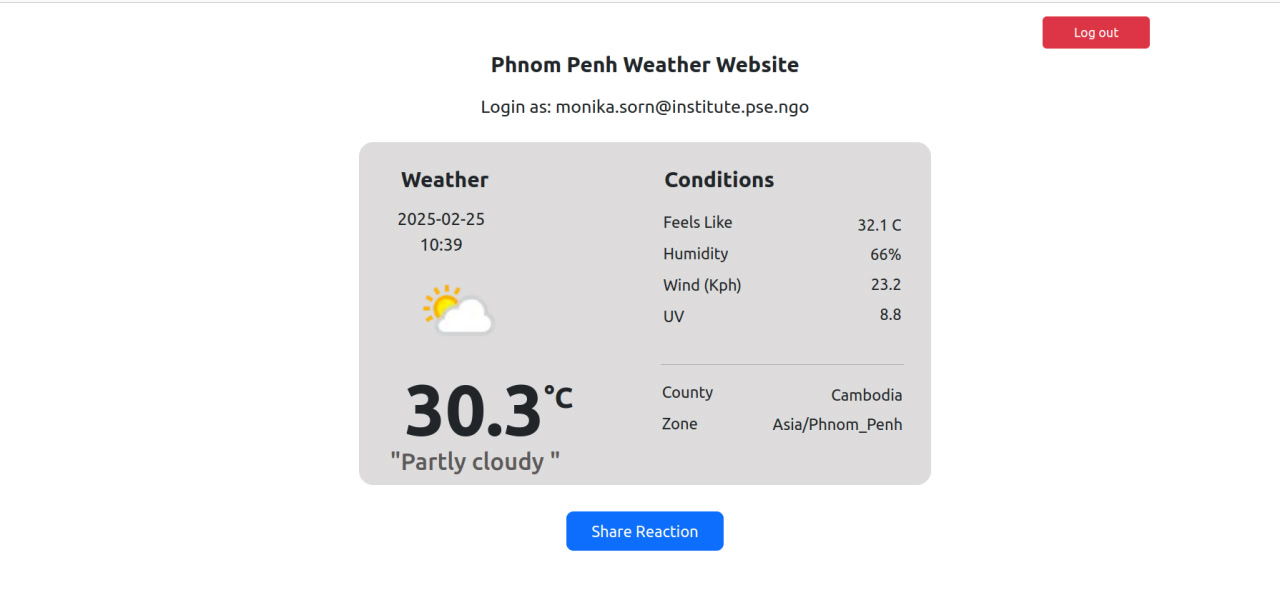 Log out
Phnom Penh Weather Website
Login as: monika.sorn@institute.pse.ngo
Weather
2025-02-25
10:39
30.3°C
"Partly cloudy "
Conditions
Feels Like 32.1 C
Humidity 66%
Wind (Kph) 23.2
UV 8.8
County Cambodia
Zone Asia/Phnom_Penh
Share Reaction